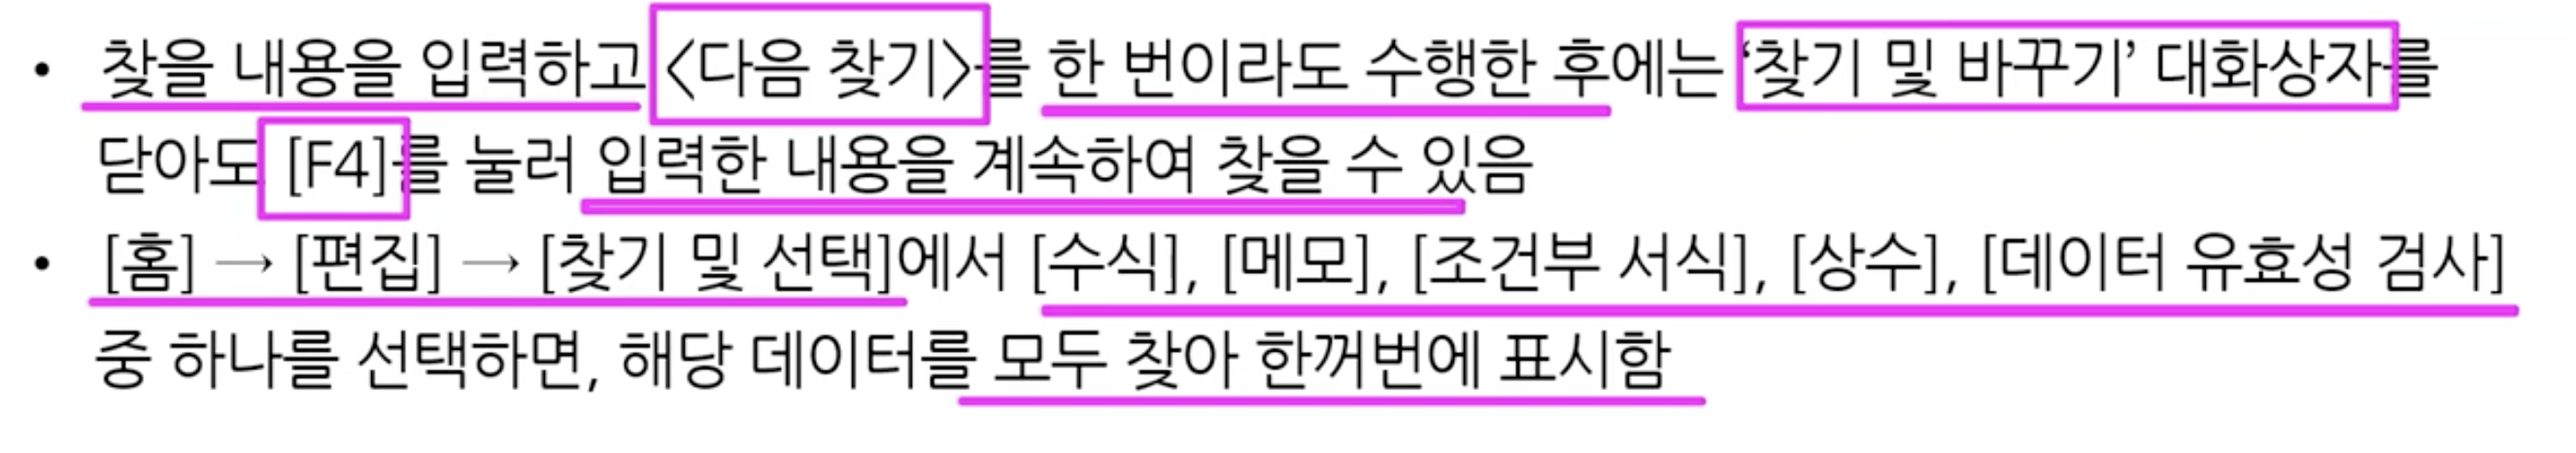 • 찾을 내용을 입력하고 <다음 찾기>를 한 번이라도 수행한 후에는 ‘찾기 및 바꾸기’ 대화상자를
닫아도 [F4]를 눌러 입력한 내용을 계속하여 찾을 수 있음
• [홈] → [편집] → [찾기 및 선택]에서 [수식], [메모], [조건부 서식], [상수], [데이터 유효성 검사]
중 하나를 선택하면, 해당 데이터를 모두 찾아 한꺼번에 표시함